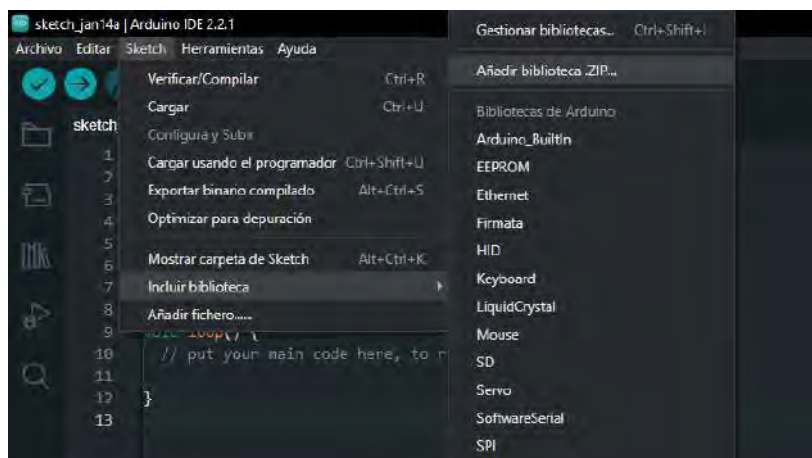 sketch_jan14a | Arduino IDE 2.2.1
Archivo Editar Sketch Herramientas Ayuda
Verificar/Compilar Ctrl+R
Cargar Ctrl+U
Configura y Subir
Cargar usando el programador Ctrl+Shift+U
Exportar binario compilado Alt+Ctrl+S
Optimizar para depuración
Mostrar carpeta de Sketch Alt+Ctrl+K
Incluir biblioteca
Añadir fichero.....
Gestionar bibliotecas... Ctrl+Shift+I
Añadir biblioteca .ZIP...
Bibliotecas de Arduino
Arduino_BuiltIn
EEPROM
Ethernet
Firmata
HID
Keyboard
LiquidCrystal
Mouse
SD
Servo
SoftwareSerial
SPI
sketch
1
2
3
4
5
6
7
8
9 void loop() {
10 // put your main code here, to
11
12 }
13